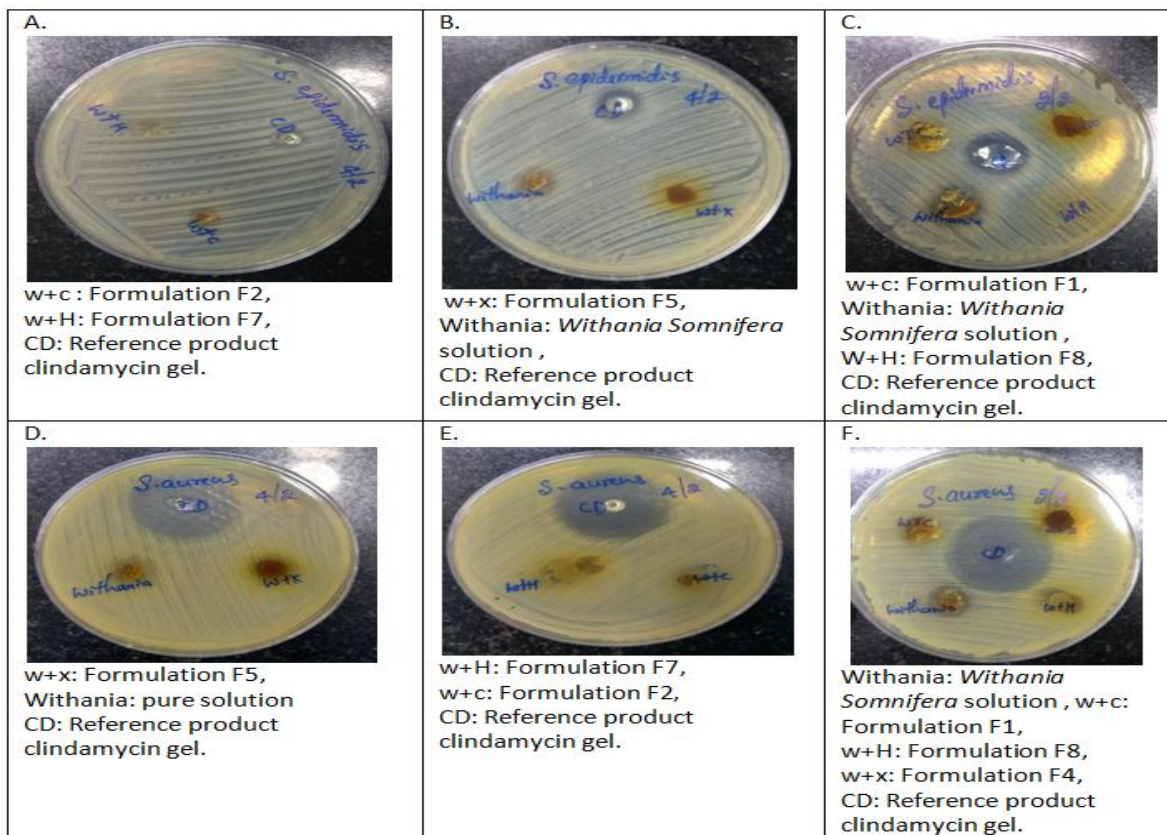 A.
S. epidermidis
w+H
CD
4/2
w+c
w+c : Formulation F2,
w+H: Formulation F7,
CD: Reference product
clindamycin gel.
B.
S. epidermidis
4/2
CD
withania
w+x
w+x: Formulation F5,
Withania: Withania Somnifera
solution ,
CD: Reference product
clindamycin gel.
C.
S. epidermidis
2/2
withania
w+H
w+c: Formulation F1,
Withania: Withania
Somnifera solution ,
W+H: Formulation F8,
CD: Reference product
clindamycin gel.
D.
S. aureus
4/2
CD
withania
w+x
w+x: Formulation F5,
Withania: pure solution
CD: Reference product
clindamycin gel.
E.
S. aureus
4/2
CD
w+H
w+c
w+H: Formulation F7,
w+c: Formulation F2,
CD: Reference product
clindamycin gel.
F.
S. aureus
w+c
CD
w+H
Withania: Withania
Somnifera solution , w+c:
Formulation F1,
w+H: Formulation F8,
w+x: Formulation F4,
CD: Reference product
clindamycin gel.